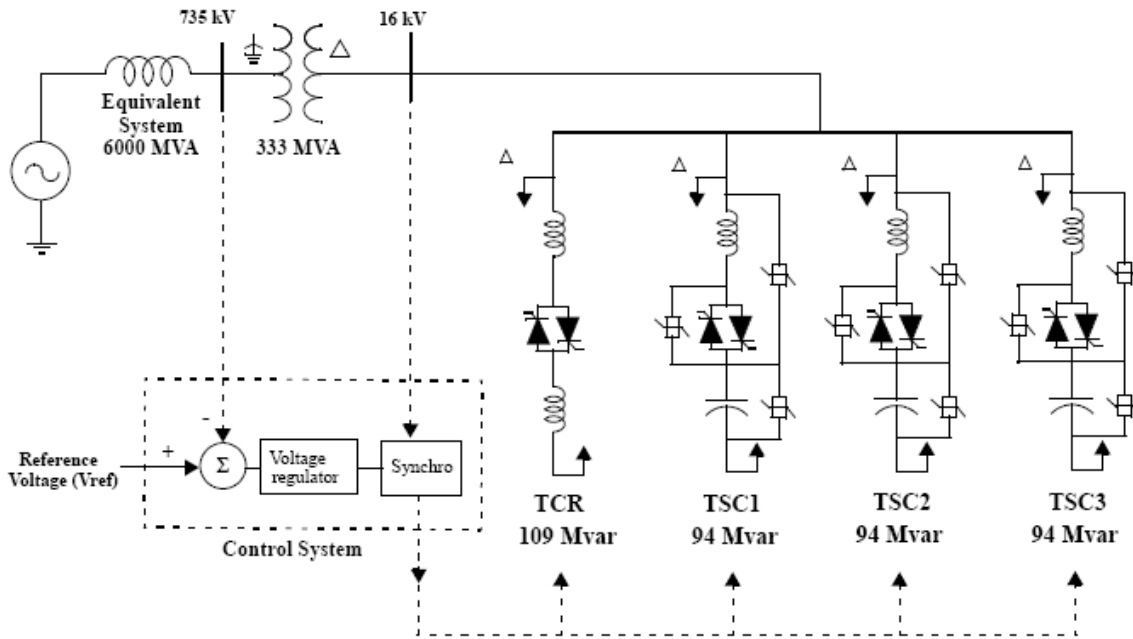 735 kV
16 kV
Δ
Equivalent
System
6000 MVA
333 MVA
Δ
Δ
Δ
Δ
-
+
Reference
Voltage (Vref)
Σ
Voltage
regulator
Synchro
Control System
TCR
109 Mvar
TSC1
94 Mvar
TSC2
94 Mvar
TSC3
94 Mvar